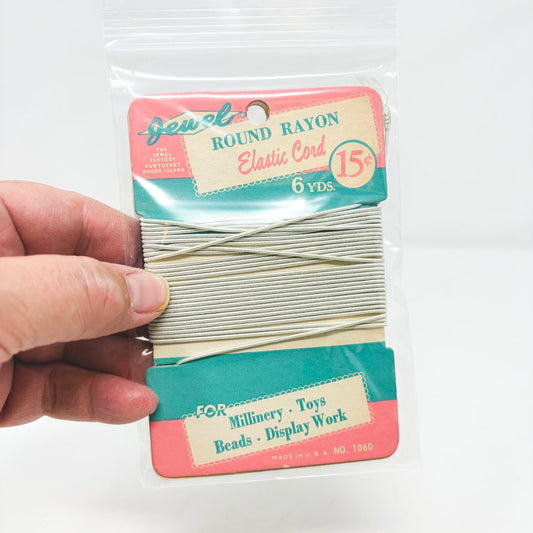 Jewel
THE
JEWEL
FACTORY
PAWTUCKET
RHODE ISLAND
ROUND RAYON
Elastic Cord
15¢
6 YDS.
FOR
Millinery . Toys
Beads . Display Work
MADE IN U S A NO. 1060